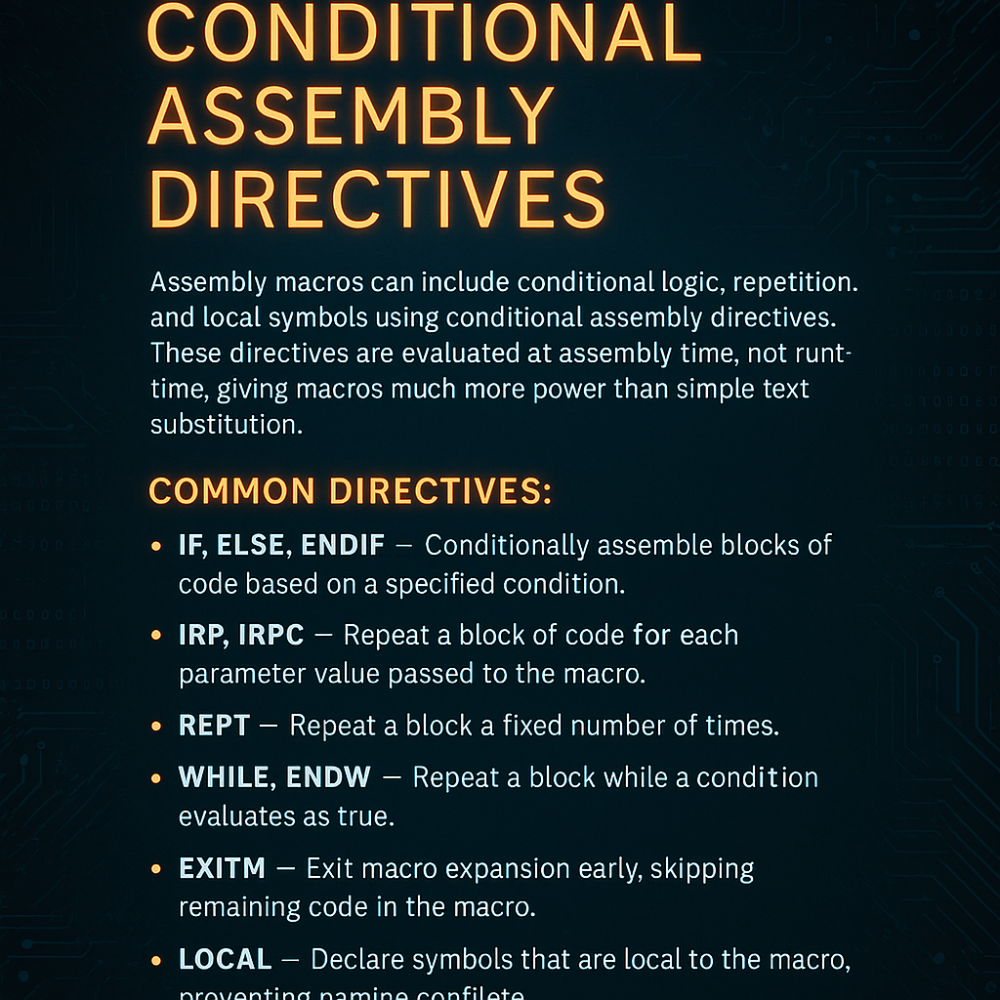 CONDITIONAL
ASSEMBLY
DIRECTIVES
Assembly macros can include conditional logic, repetition.
and local symbols using conditional assembly directives.
These directives are evaluated at assembly time, not runt-
time, giving macros much more power than simple text
substitution.
COMMON DIRECTIVES:
• IF, ELSE, ENDIF — Conditionally assemble blocks of
code based on a specified condition.
• IRP, IRPC — Repeat a block of code for each
parameter value passed to the macro.
• REPT — Repeat a block a fixed number of times.
• WHILE, ENDW — Repeat a block while a condition
evaluates as true.
• EXITM — Exit macro expansion early, skipping
remaining code in the macro.
• LOCAL — Declare symbols that are local to the macro,